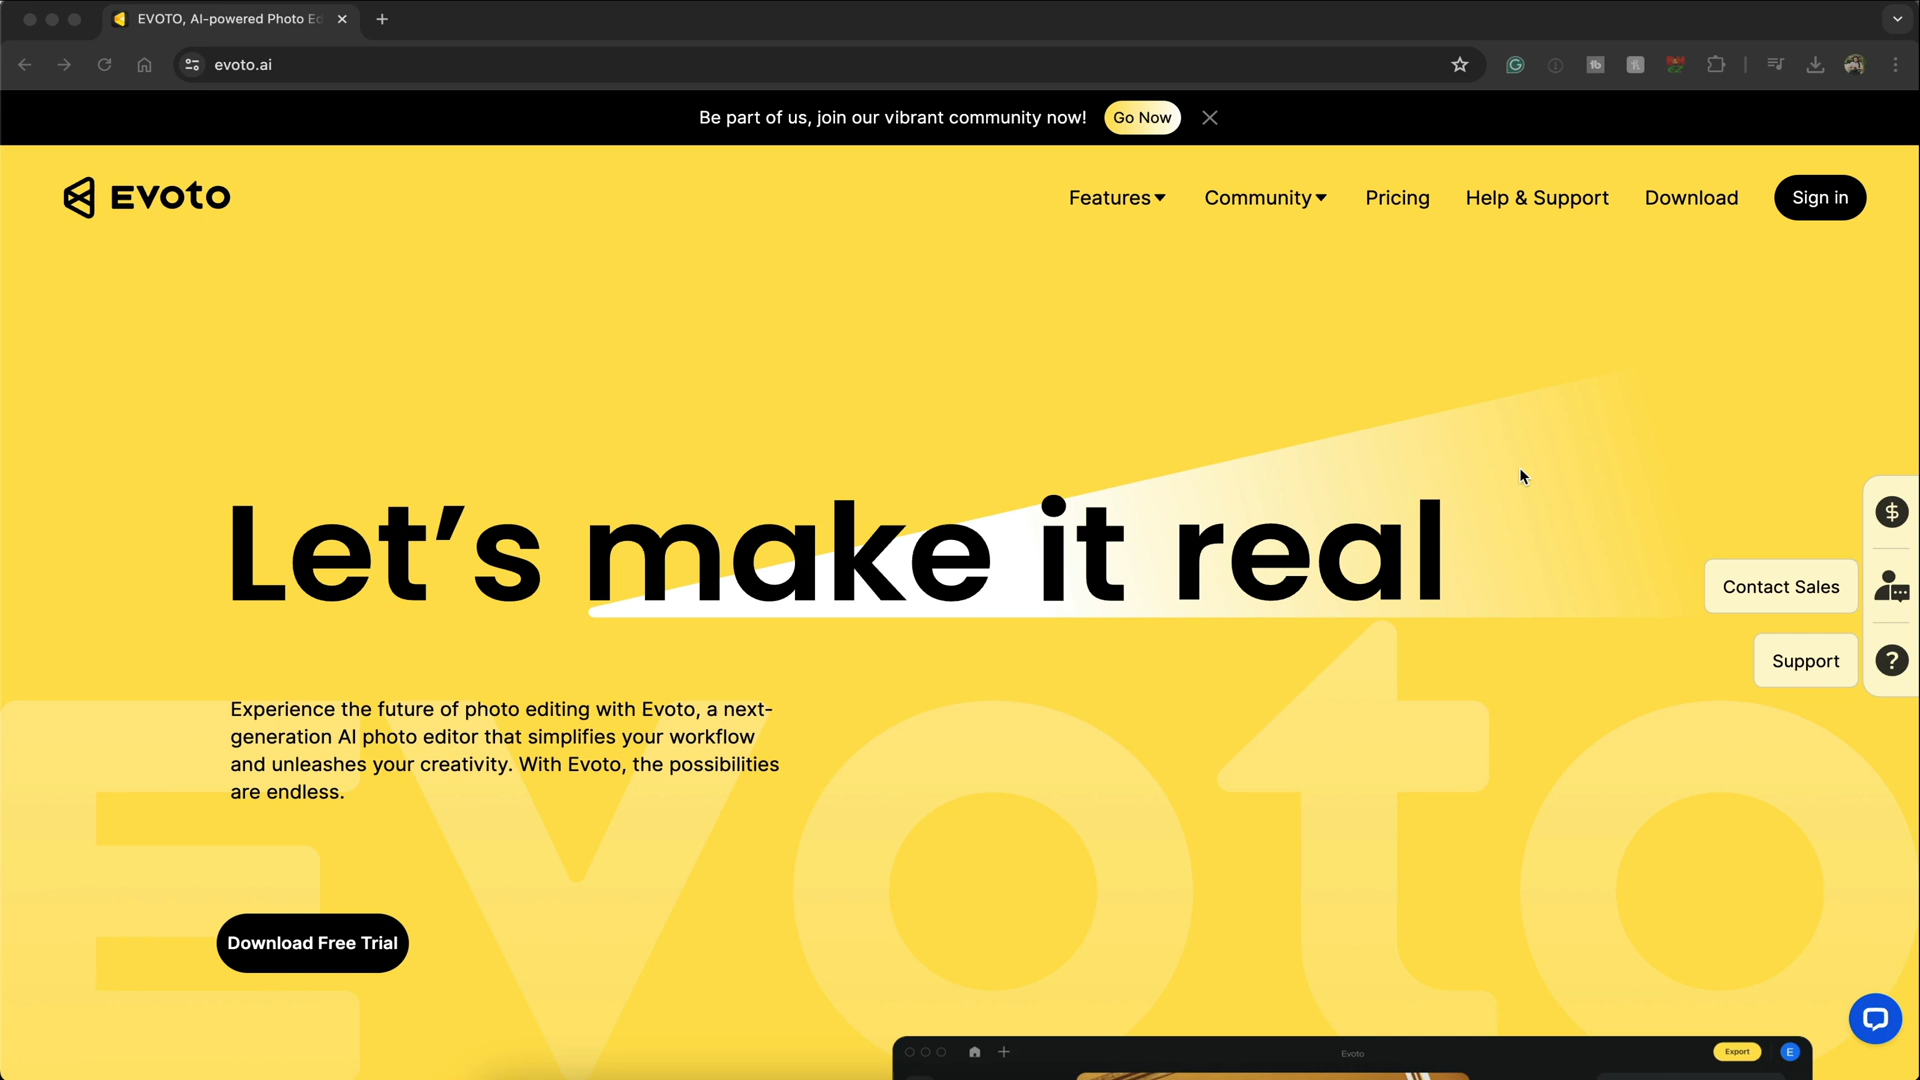 EVOTO, AI-powered Photo Ed
evoto.ai
Be part of us, join our vibrant community now! Go Now
EVOTO Features Community Pricing Help & Support Download Sign in
Let’s make it real
Contact Sales
Support
Experience the future of photo editing with Evoto, a next-
generation AI photo editor that simplifies your workflow
and unleashes your creativity. With Evoto, the possibilities
are endless.
Evoto
Download Free Trial
Evoto Export E